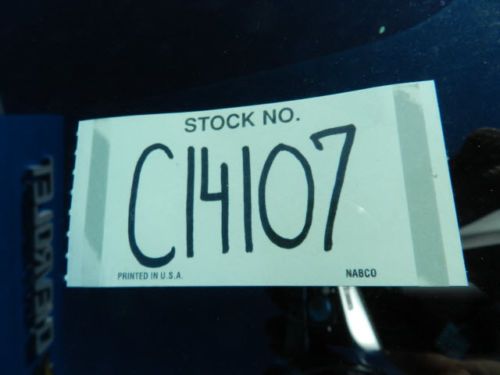 STOCK NO.
C14107
PRINTED IN U.S.A. NABCO